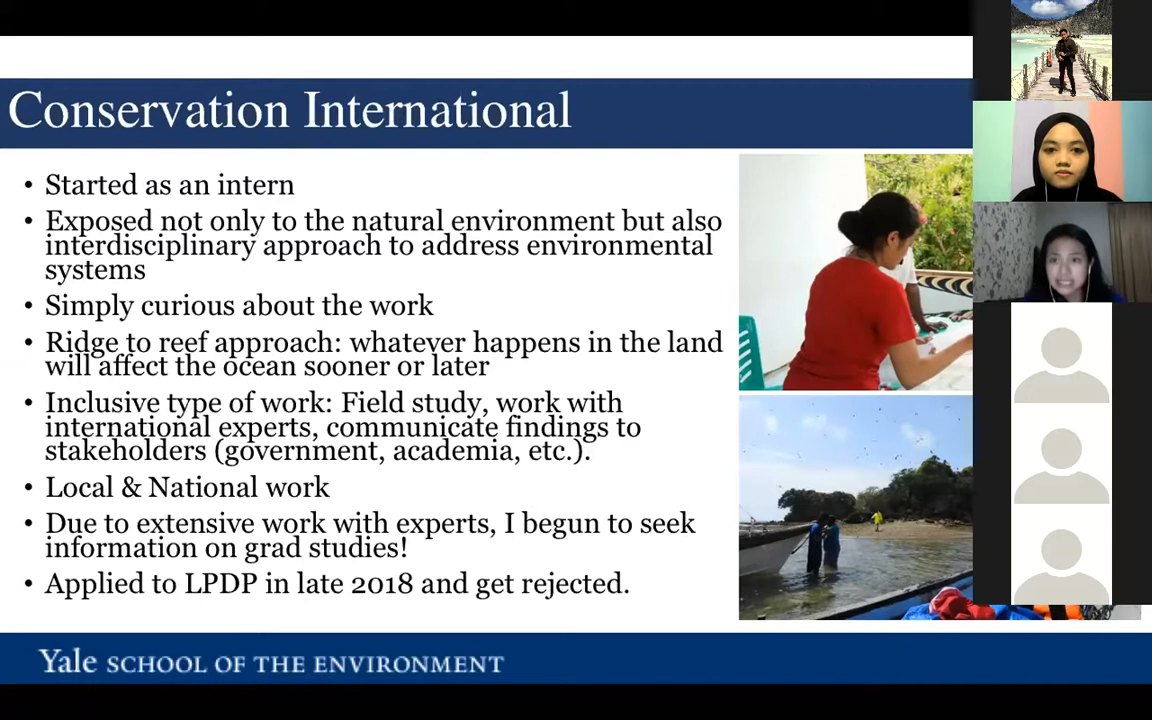 Conservation International
• Started as an intern
• Exposed not only to the natural environment but also
interdisciplinary approach to address environmental
systems
• Simply curious about the work
• Ridge to reef approach: whatever happens in the land
will affect the ocean sooner or later
• Inclusive type of work: Field study, work with
international experts, communicate findings to
stakeholders (government, academia, etc.).
• Local & National work
• Due to extensive work with experts, I begun to seek
information on grad studies!
• Applied to LPDP in late 2018 and get rejected.
Yale SCHOOL OF THE ENVIRONMENT